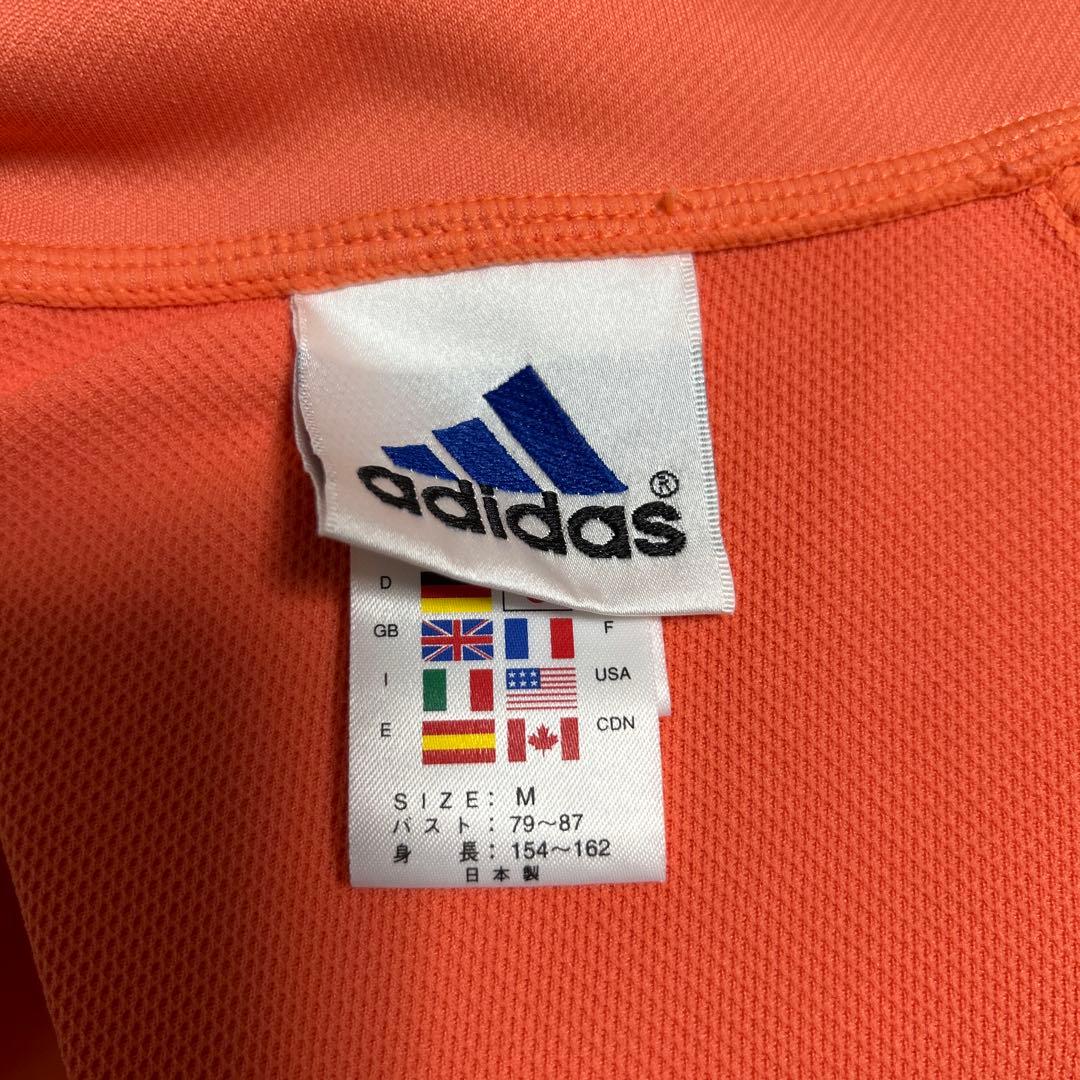 adidas®
D
GB F
I USA
E CDN
SIZE: M
バスト: 79〜87
身 長: 154〜162
日本製